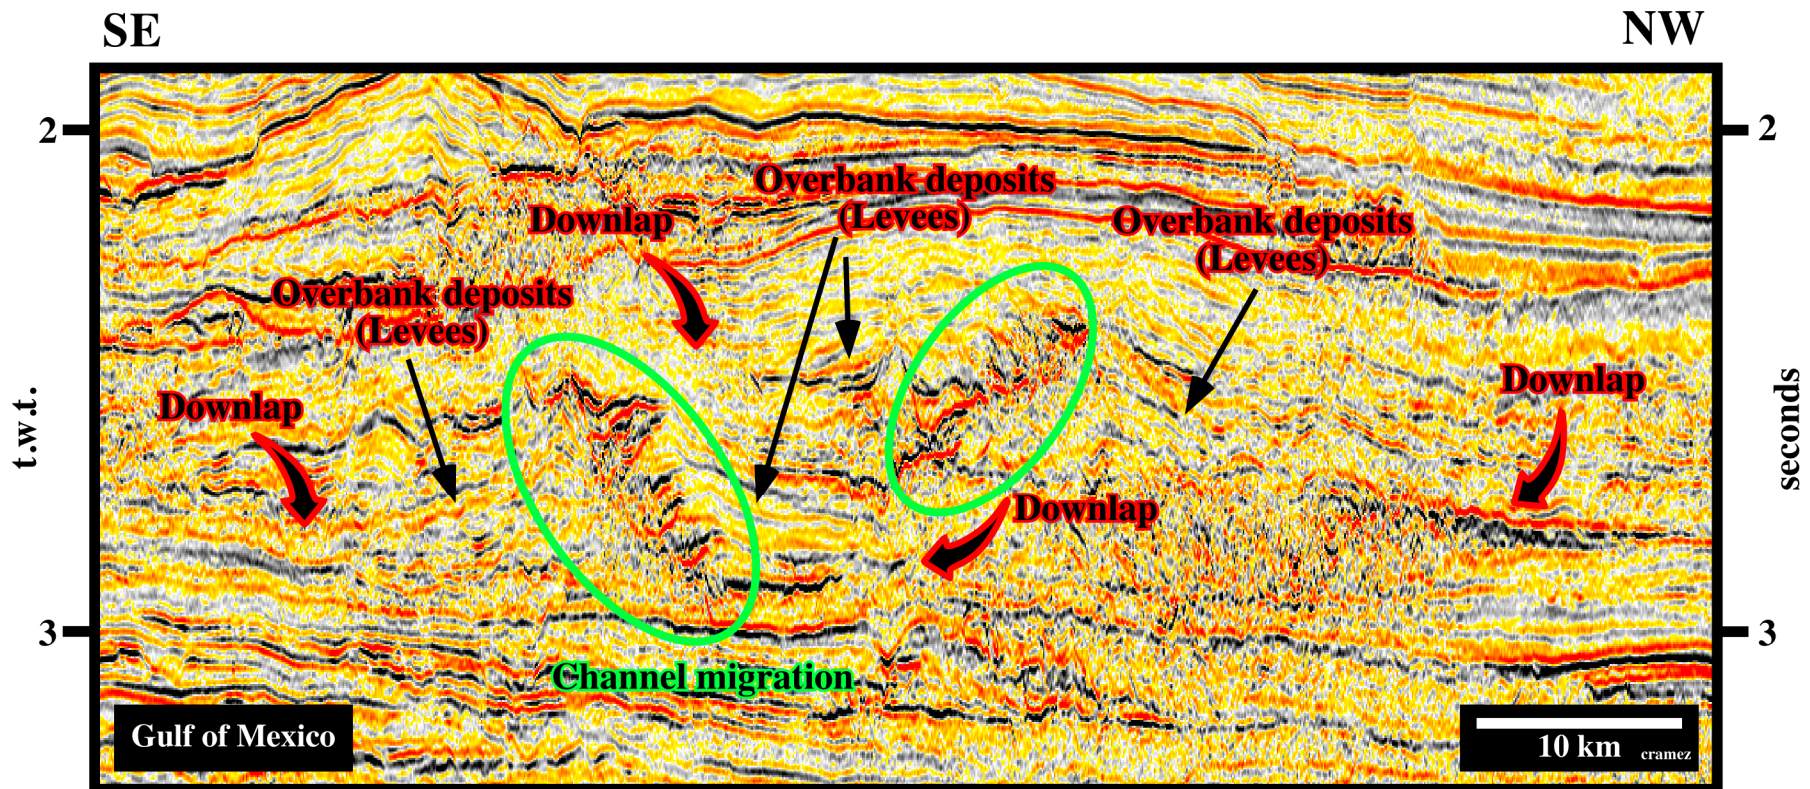 SE
NW
2
2
Overbank deposits
(Levees)
Downlap
Overbank deposits
(Levees)
Overbank deposits
(Levees)
Downlap
Downlap
t.w.t.
seconds
Downlap
3
3
Channel migration
Gulf of Mexico
10 km
cramez